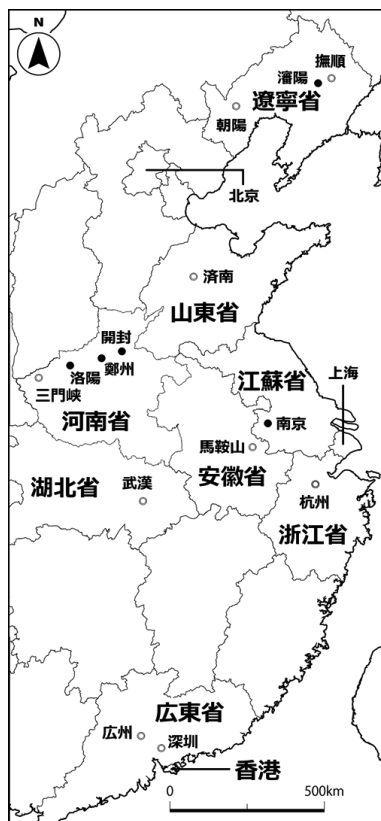 N
撫順
瀋陽
遼寧省
朝陽
北京
済南
山東省
開封
鄭州
洛陽
三門峡
河南省
江蘇省
上海
南京
馬鞍山
安徽省
湖北省
武漢
杭州
浙江省
広東省
広州
深圳
香港
0
500km